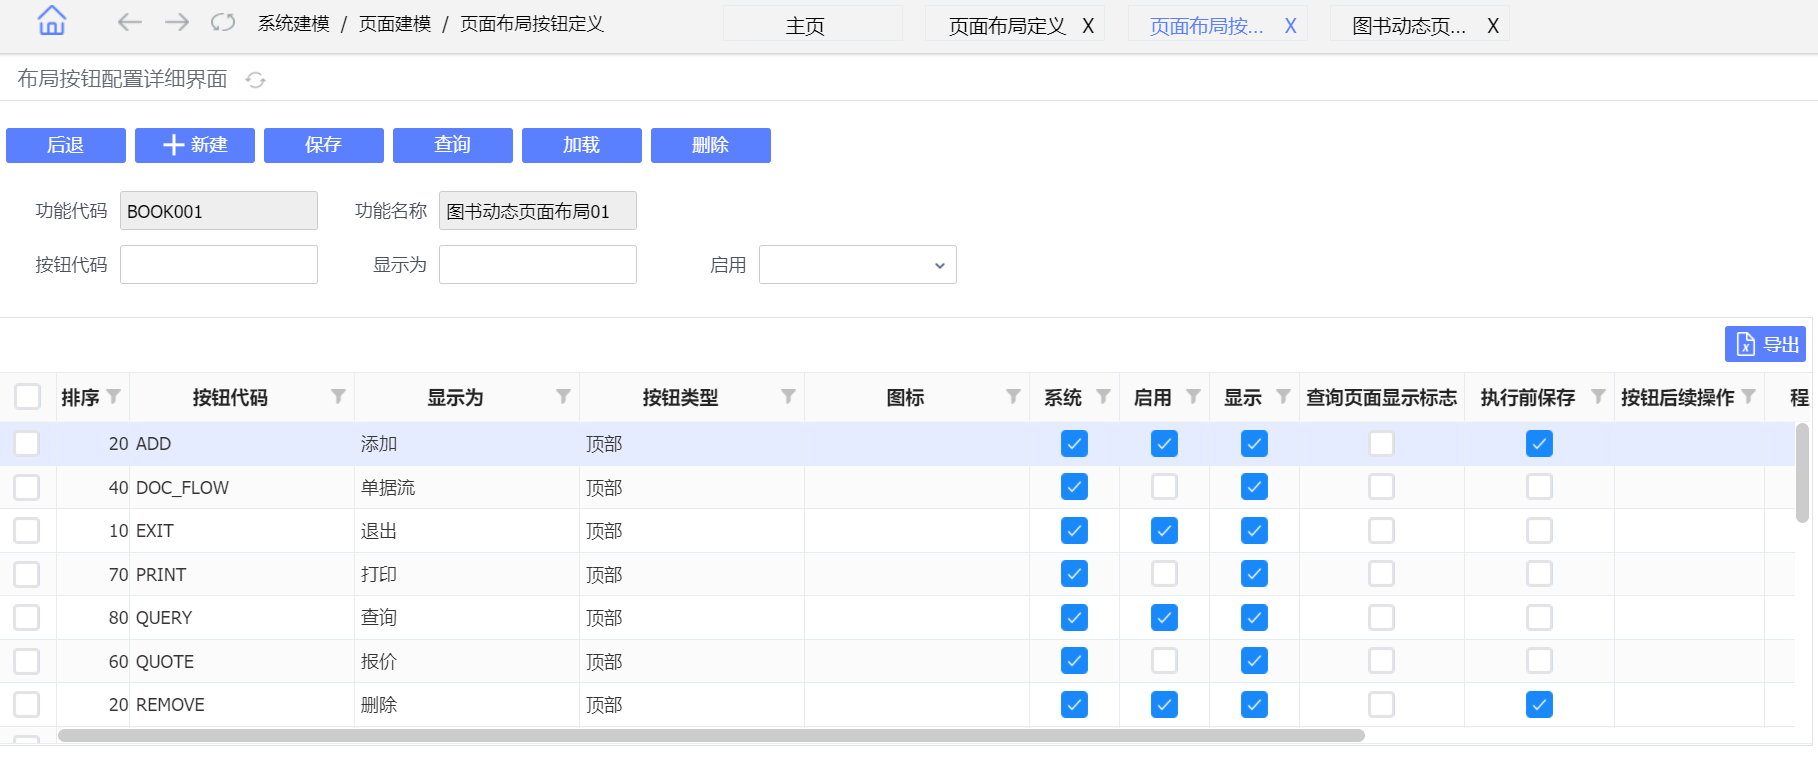 系统建模 / 页面建模 / 页面布局按钮定义 主页 页面布局定义 X 页面布局按... X 图书动态页... X
布局按钮配置详细界面
后退 新建 保存 查询 加载 删除
功能代码 BOOK001 功能名称 图书动态页面布局01
按钮代码 显示为 启用
导出
排序 按钮代码 显示为 按钮类型 图标 系统 启用 显示 查询页面显示标志 执行前保存 按钮后续操作 程
20 ADD 添加 顶部
40 DOC_FLOW 单据流 顶部
10 EXIT 退出 顶部
70 PRINT 打印 顶部
80 QUERY 查询 顶部
60 QUOTE 报价 顶部
20 REMOVE 删除 顶部